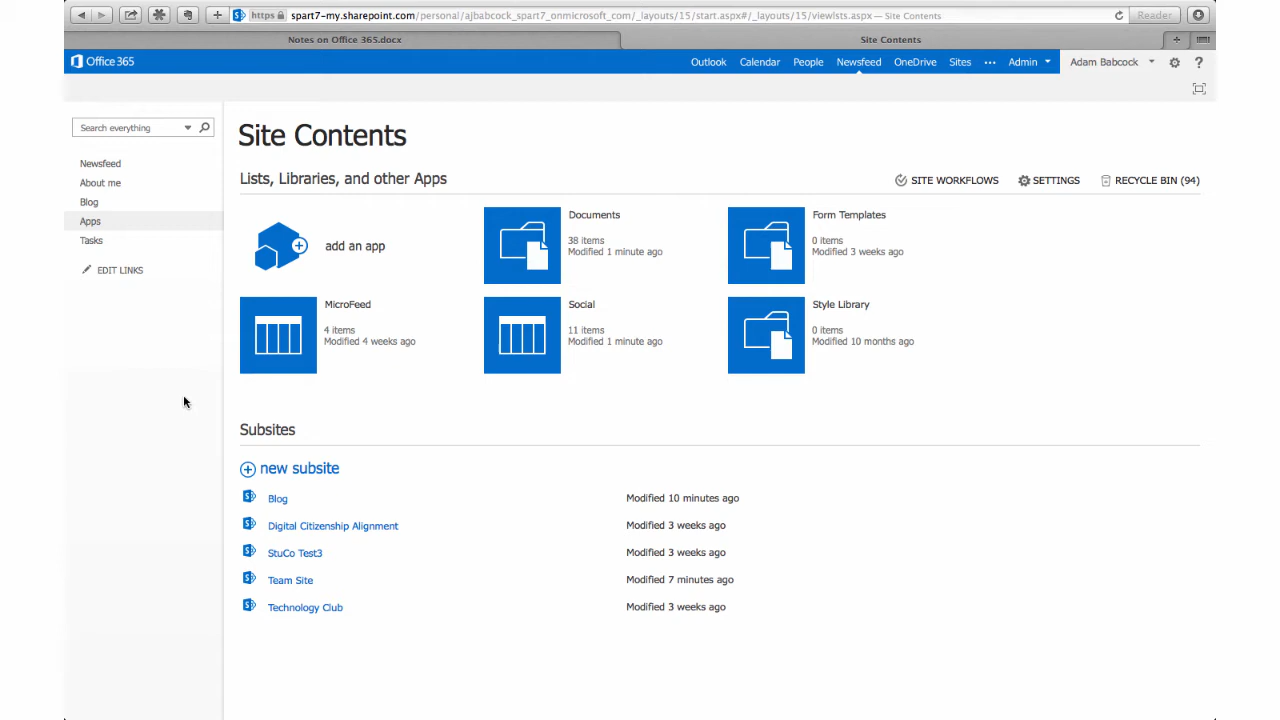 https spart7-my.sharepoint.com/personal/ajbabcock_spart7_onmicrosoft_com/_layouts/15/start.aspx#/_layouts/15/viewlsts.aspx — Site Contents Reader
Notes on Office 365.docx Site Contents
Office 365 Outlook Calendar People Newsfeed OneDrive Sites ••• Admin Adam Babcock ?
Search everything
Newsfeed
About me
Blog
Apps
Tasks
EDIT LINKS
Site Contents
Lists, Libraries, and other Apps SITE WORKFLOWS SETTINGS RECYCLE BIN (94)
add an app
Documents
38 items
Modified 1 minute ago
Form Templates
0 items
Modified 3 weeks ago
MicroFeed
4 items
Modified 4 weeks ago
Social
11 items
Modified 1 minute ago
Style Library
0 items
Modified 10 months ago
Subsites
new subsite
Blog Modified 10 minutes ago
Digital Citizenship Alignment Modified 3 weeks ago
StuCo Test3 Modified 3 weeks ago
Team Site Modified 7 minutes ago
Technology Club Modified 3 weeks ago